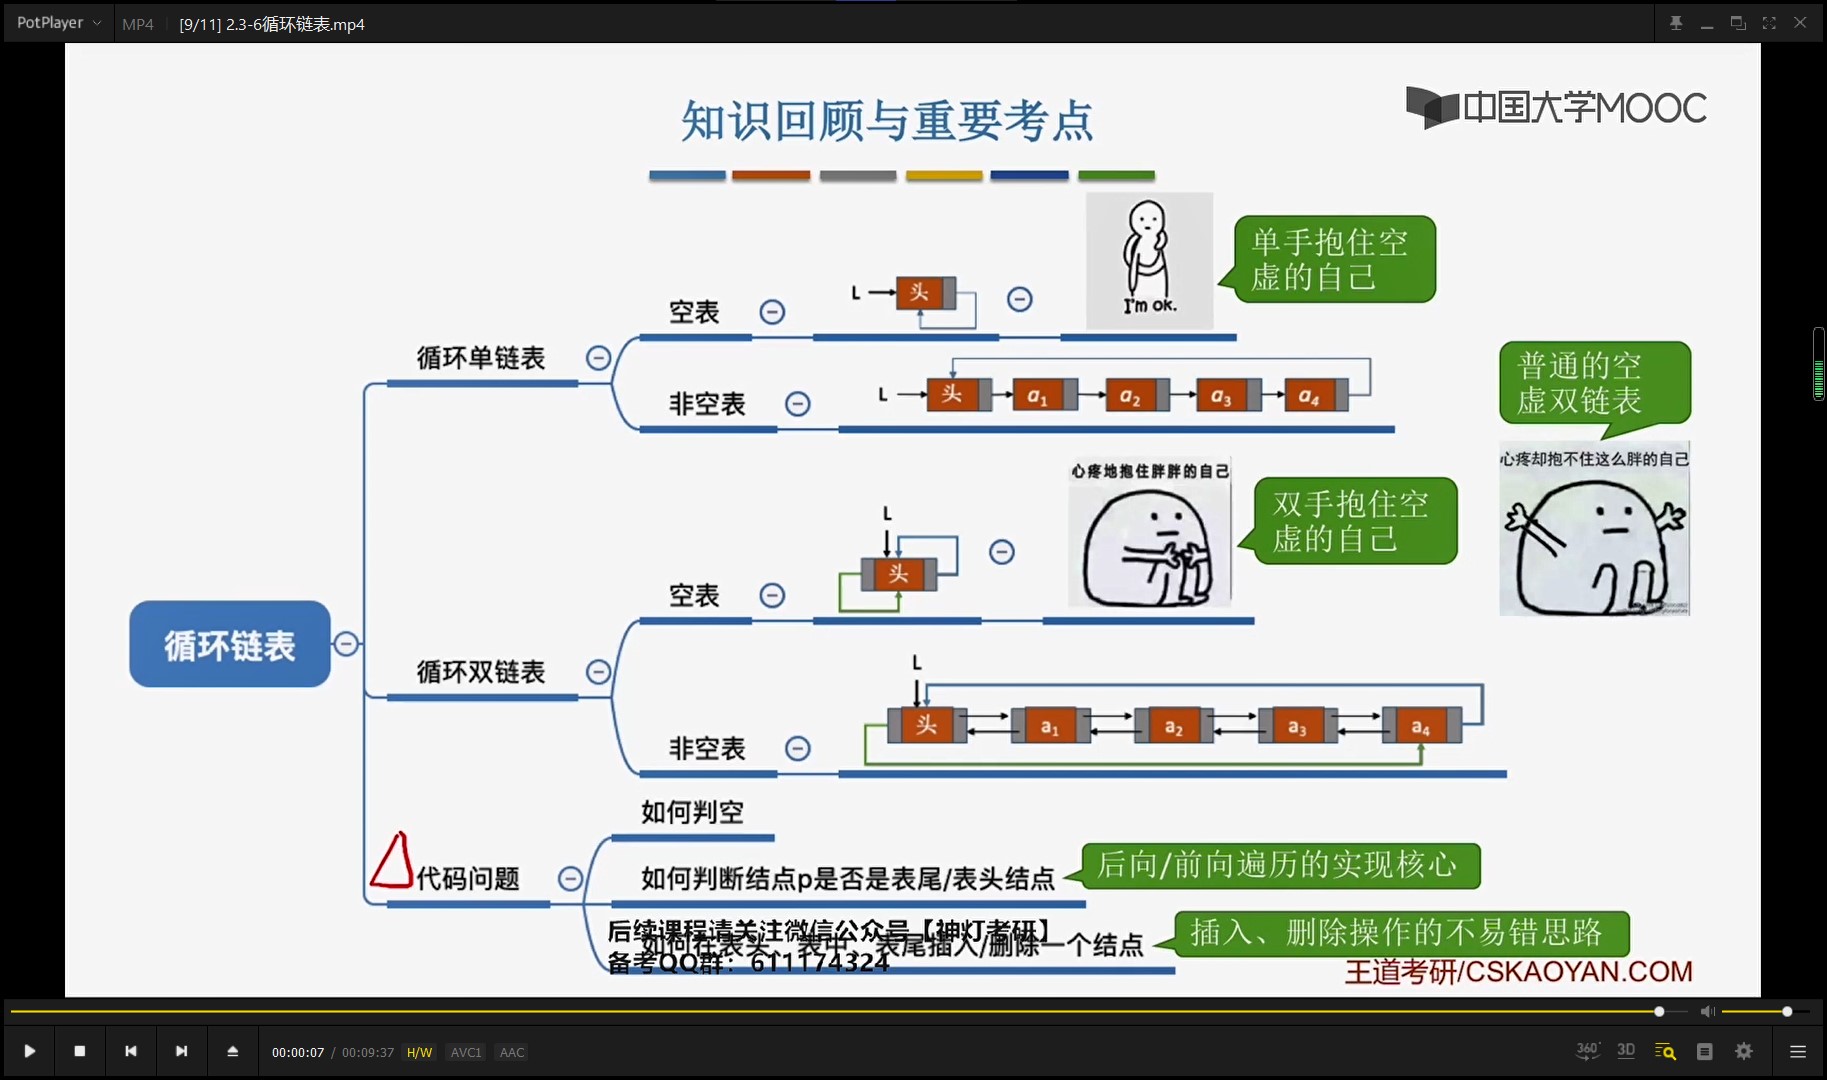 PotPlayer
MP4
[9/11] 2.3-6循环链表.mp4
知识回顾与重要考点
中国大学MOOC
I'm ok.
单手抱住空
虚的自己
空表
L
头
循环单链表
非空表
L
头
a1
a2
a3
a4
普通的空
虚双链表
心疼却抱不住这么胖的自己
心疼地抱住胖胖的自己
双手抱住空
虚的自己
L
头
空表
循环链表
循环双链表
L
头
a1
a2
a3
a4
非空表
如何判空
代码问题
如何判断结点p是否是表尾/表头结点
后向/前向遍历的实现核心
后续课程请关注微信公众号【神灯考研】
如何在表头、表中、表尾插入/删除一个结点
插入、删除操作的不易错思路
备考QQ群：611174324
王道考研/CSKAOYAN.COM
00:00:07 / 00:09:37 H/W AVC1 AAC
360°
3D